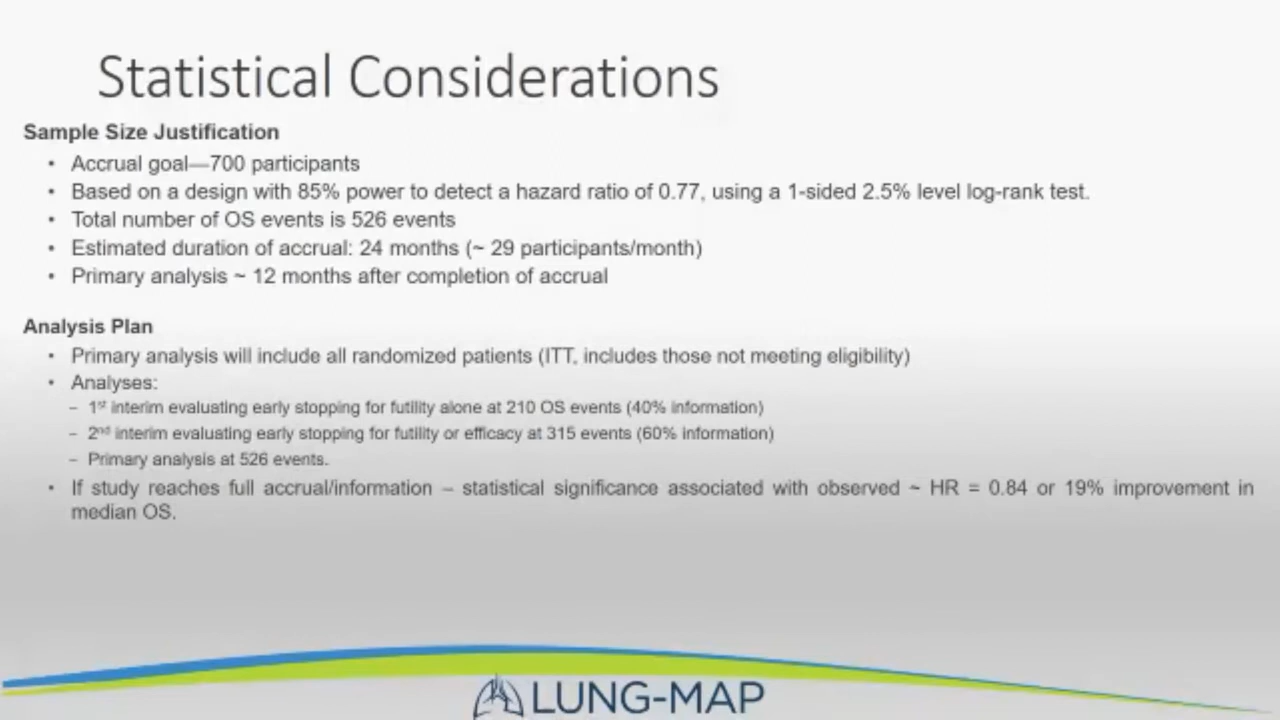 Statistical Considerations
Sample Size Justification
• Accrual goal—700 participants
• Based on a design with 85% power to detect a hazard ratio of 0.77, using a 1-sided 2.5% level log-rank test.
• Total number of OS events is 526 events
• Estimated duration of accrual: 24 months (~ 29 participants/month)
• Primary analysis ~ 12 months after completion of accrual
Analysis Plan
• Primary analysis will include all randomized patients (ITT, includes those not meeting eligibility)
• Analyses:
– 1st interim evaluating early stopping for futility alone at 210 OS events (40% information)
– 2nd interim evaluating early stopping for futility or efficacy at 315 events (60% information)
– Primary analysis at 526 events.
• If study reaches full accrual/information – statistical significance associated with observed ~ HR = 0.84 or 19% improvement in
median OS.
LUNG-MAP